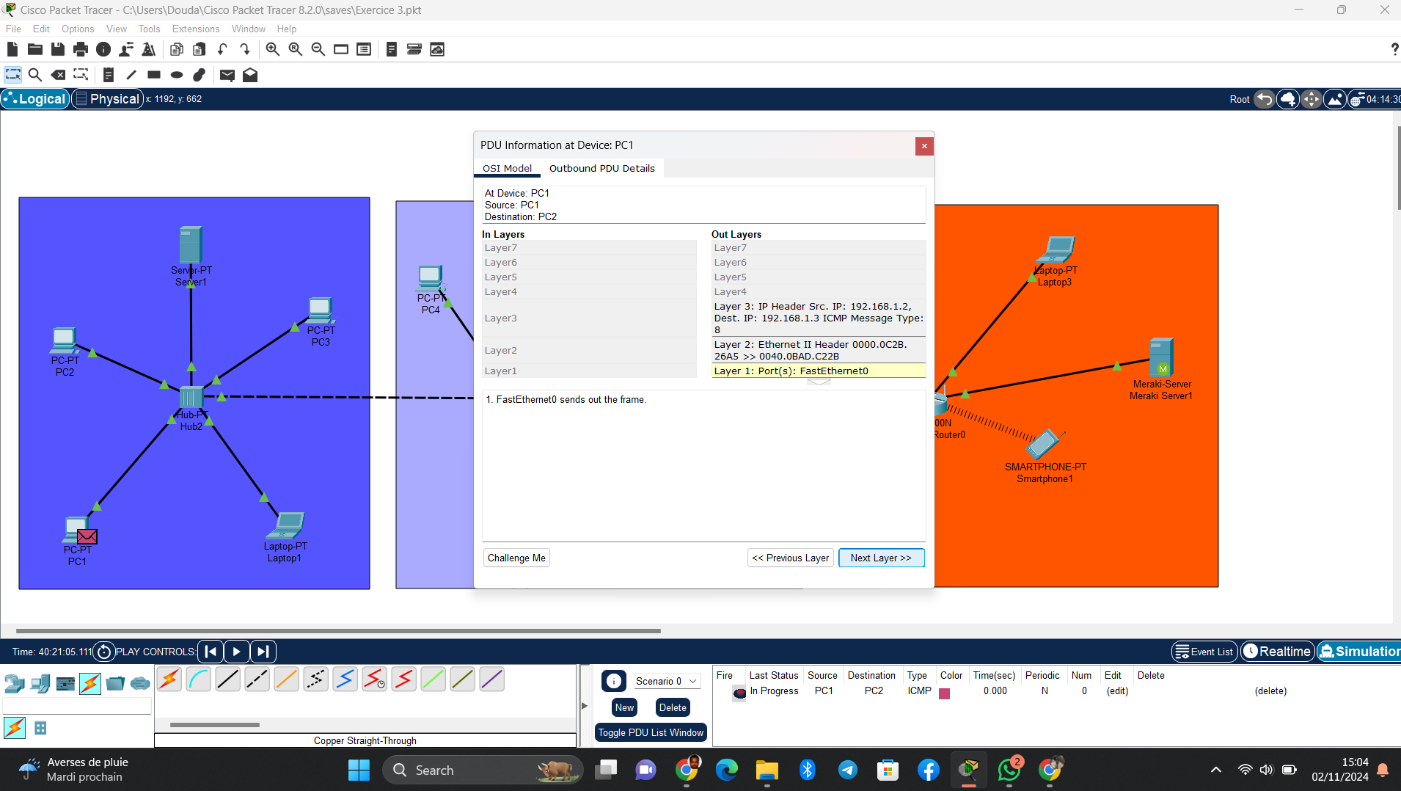 Cisco Packet Tracer - C:\Users\Douda\Cisco Packet Tracer 8.2.0\saves\Exercice 3.pkt
File Edit Options View Tools Extensions Window Help
?
Logical Physical x: 1192, y: 662 Root 04:14:30
PDU Information at Device: PC1
OSI Model Outbound PDU Details
At Device: PC1
Source: PC1
Destination: PC2
In Layers Out Layers
Layer7 Layer7
Layer6 Layer6
Layer5 Layer5
Layer4 Layer4
Layer3
Layer 3: IP Header Src. IP: 192.168.1.2,
Dest. IP: 192.168.1.3 ICMP Message Type:
8
Layer2
Layer 2: Ethernet II Header 0000.0C2B.
26A5 >> 0040.0BAD.C22B
Layer1 Layer 1: Port(s): FastEthernet0
1. FastEthernet0 sends out the frame.
Challenge Me << Previous Layer Next Layer >>
Server-PT
Server1
PC-PT
PC3
PC-PT
PC2
Hub-PT
Hub2
PC-PT
PC1
Laptop-PT
Laptop1
PC-PT
PC4
Laptop-PT
Laptop3
M
Meraki-Server
Meraki Server1
00N
Router0
SMARTPHONE-PT
Smartphone1
Time: 40:21:05.111 PLAY CONTROLS: Event List Realtime Simulation
Scenario 0
New Delete
Toggle PDU List Window
Fire Last Status Source Destination Type Color Time(sec) Periodic Num Edit Delete
In Progress PC1 PC2 ICMP 0.000 N 0 (edit) (delete)
Copper Straight-Through
Averses de pluie
Mardi prochain
Search
2
15:04
02/11/2024